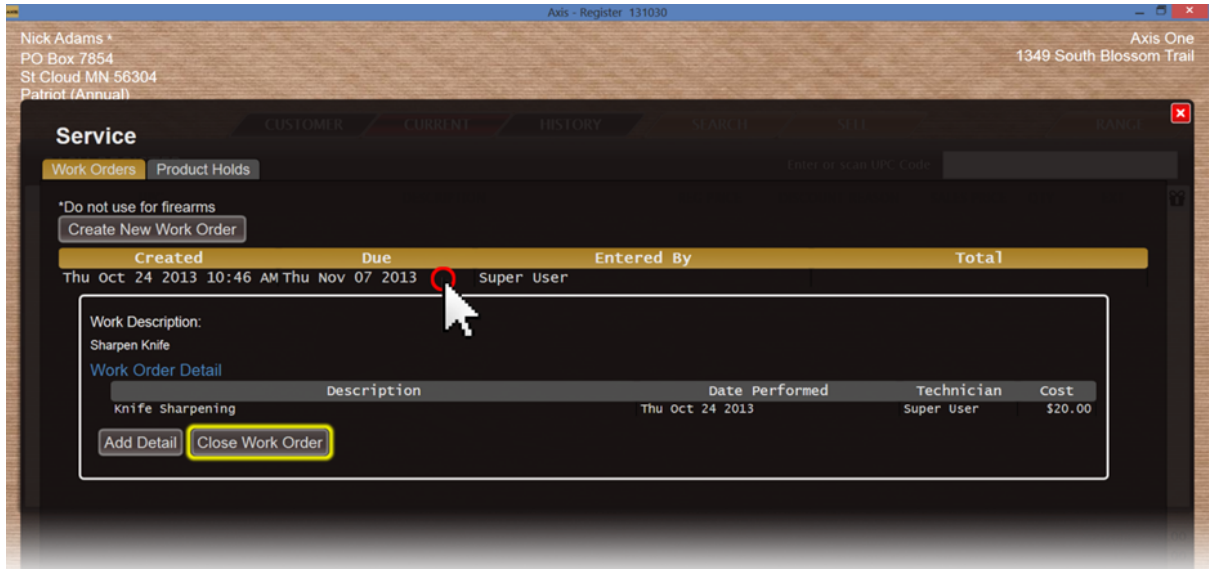 Axis - Register 131030
Nick Adams *
PO Box 7854
St Cloud MN 56304
Patriot (Annual)
Axis One
1349 South Blossom Trail
Service
CUSTOMER CURRENT HISTORY SEARCH SELL RANGE
Work Orders Product Holds
Enter or scan UPC Code
*Do not use for firearms
Create New Work Order
Created Due Entered By Total
Thu Oct 24 2013 10:46 AM Thu Nov 07 2013 Super User
Work Description:
Sharpen Knife
Work Order Detail
Description Date Performed Technician Cost
Knife Sharpening Thu Oct 24 2013 Super User $20.00
Add Detail Close Work Order